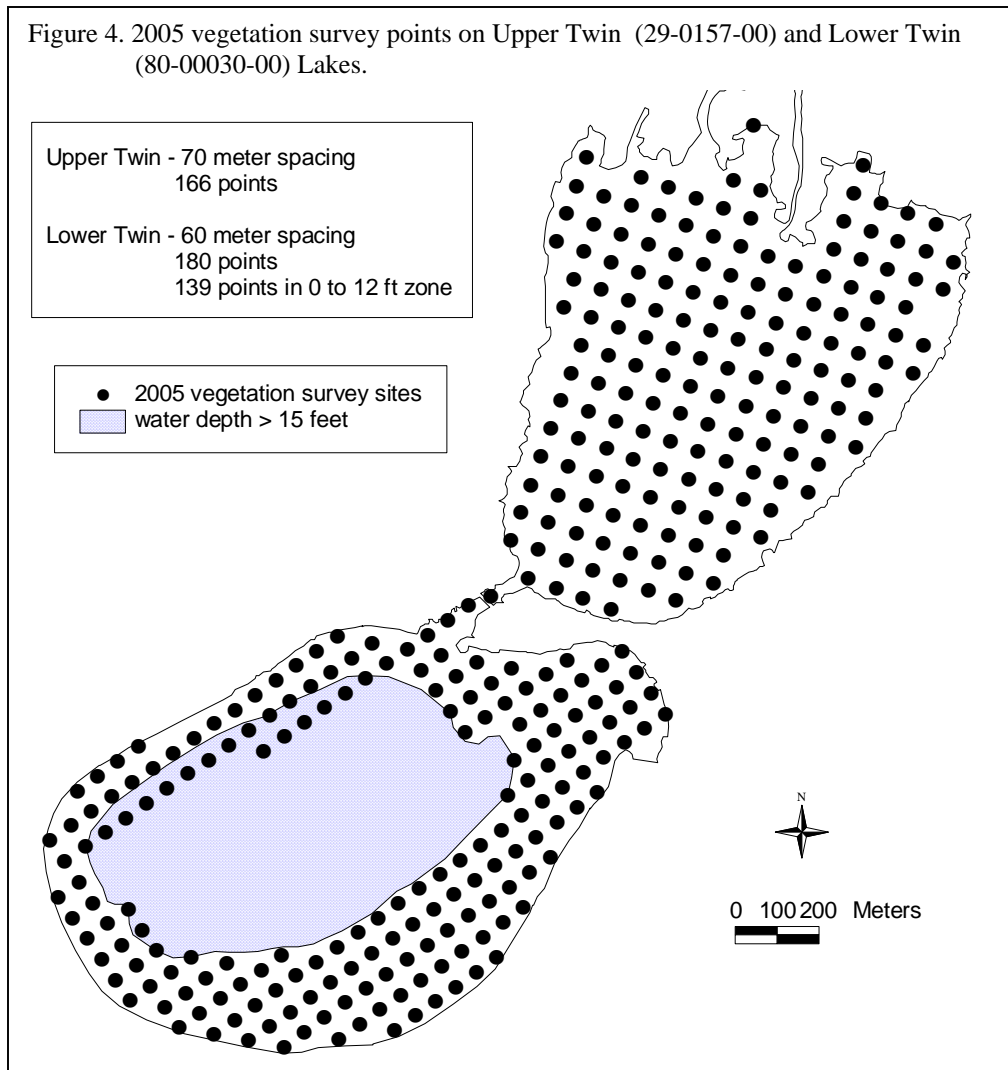 Figure 4. 2005 vegetation survey points on Upper Twin (29-0157-00) and Lower Twin
(80-00030-00) Lakes.
Upper Twin - 70 meter spacing
166 points
Lower Twin - 60 meter spacing
180 points
139 points in 0 to 12 ft zone
2005 vegetation survey sites
water depth > 15 feet
N
0 100 200 Meters